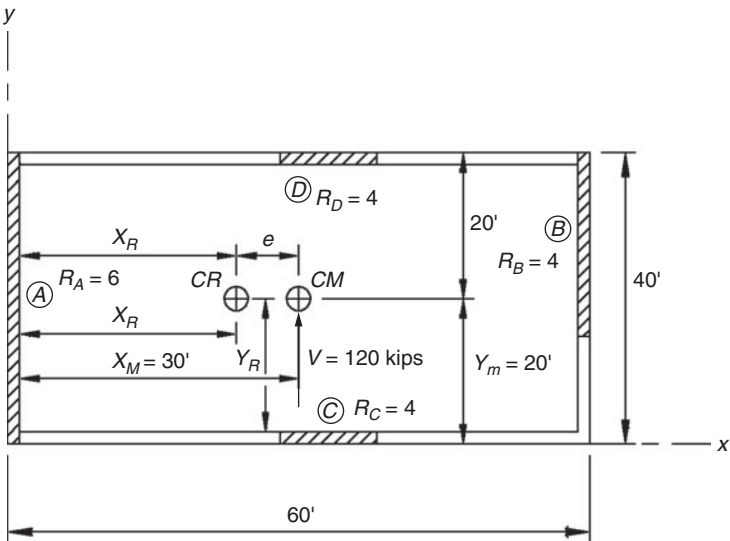 y
D R_D = 4
20'
B
X_R
e
R_B = 4
R_A = 6
A
CR
CM
40'
X_R
Y_R
V = 120 kips
Y_m = 20'
X_M = 30'
C R_C = 4
x
60'